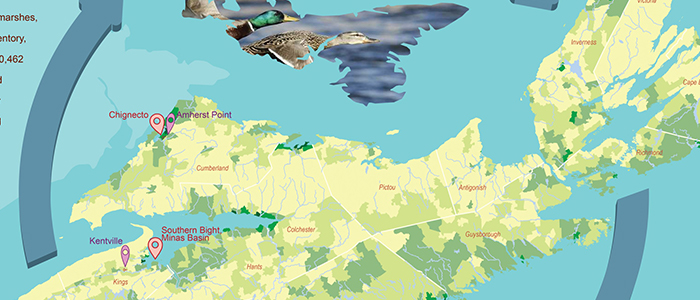 marshes,
entory,
0,462
d
Victoria
Inverness
Cape
Richmond
Chignecto
Amherst Point
Cumberland
Pictou
Antigonish
Guysborough
Colchester
Southern Bight,
Minas Basin
Kentville
Hants
Kings